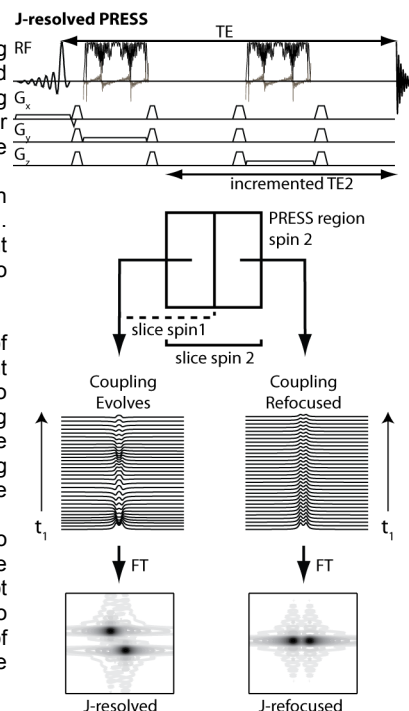 J-resolved PRESS
TE
RF
Gx
Gy
Gz
incremented TE2
PRESS region
spin 2
slice spin1
slice spin 2
Coupling
Evolves
Coupling
Refocused
t1
t1
FT
FT
J-resolved
J-refocused